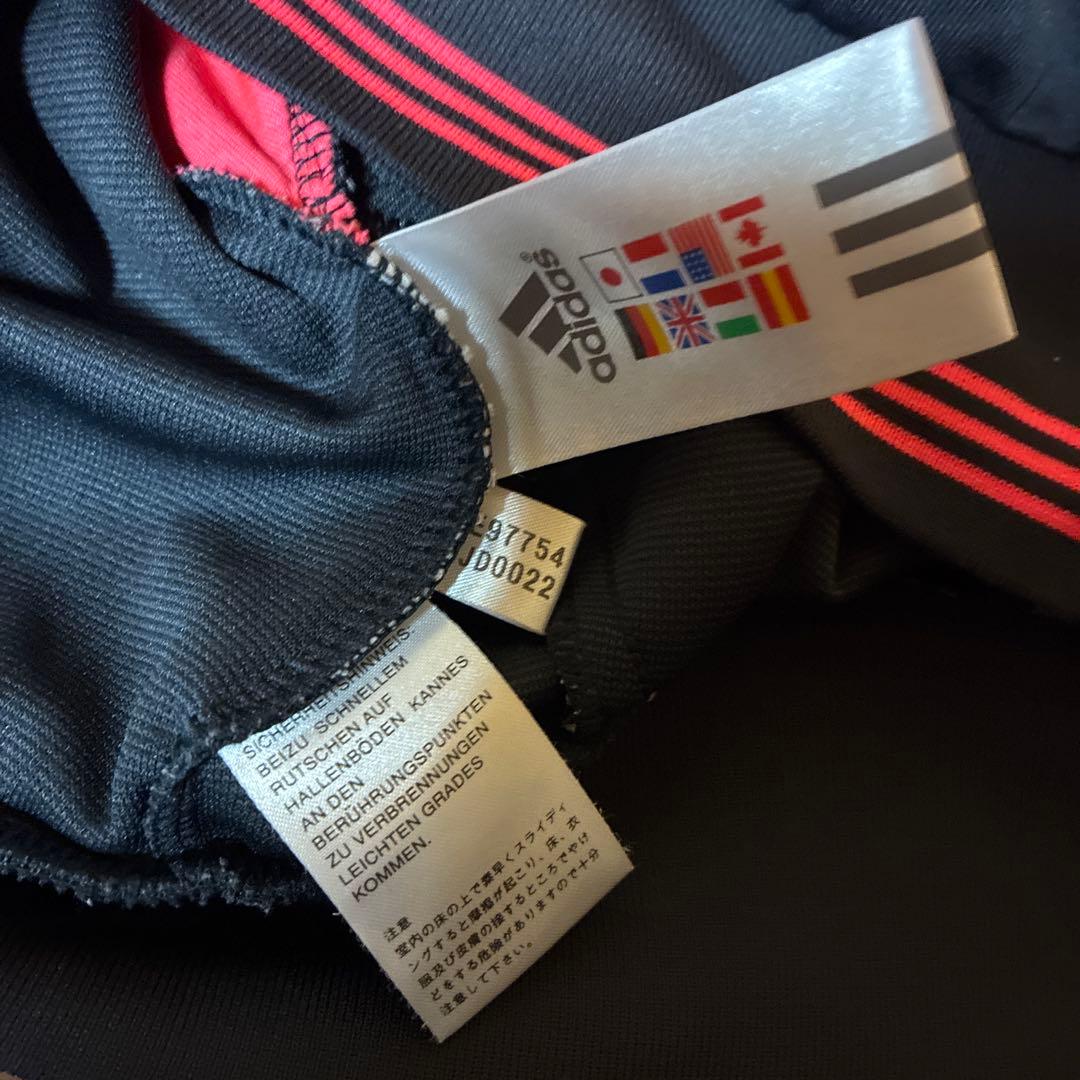 adidas®
E97754
JD0022
SICHERHEITSHINWEIS:
BEIZU SCHNELLEM
RUTSCHEN AUF
HALLENBÖDEN KANNES
AN DEN
BERÜHRUNGSPUNKTEN
ZU VERBRENNUNGEN
LEICHTEN GRADES
KOMMEN.
注意
室内の床の上で素早くスライディ
ングすると摩擦が起こり、床、衣
服及び皮膚の接するところでやけ
どをする危険がありますので十分
注意して下さい。